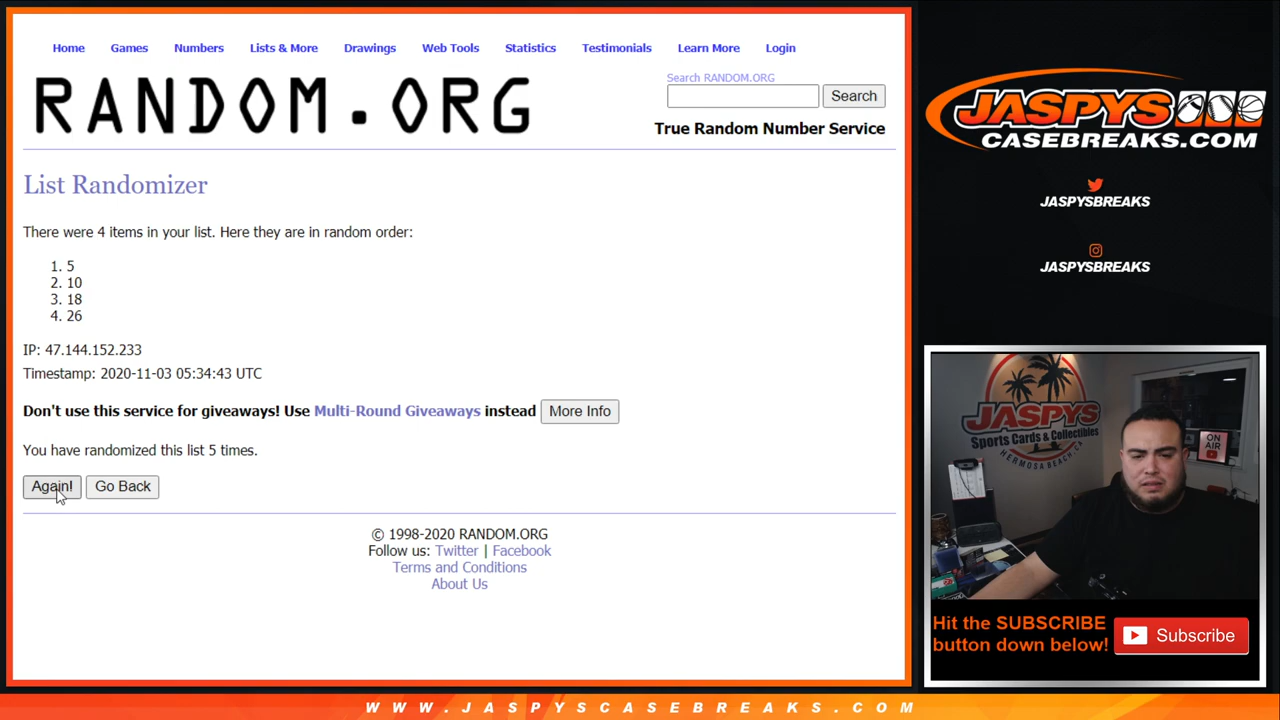 Home Games Numbers Lists & More Drawings Web Tools Statistics Testimonials Learn More Login
RANDOM.ORG
Search RANDOM.ORG
Search
True Random Number Service
List Randomizer
There were 4 items in your list. Here they are in random order:
1. 5
2. 10
3. 18
4. 26
IP: 47.144.152.233
Timestamp: 2020-11-03 05:34:43 UTC
Don't use this service for giveaways! Use Multi-Round Giveaways instead More Info
You have randomized this list 5 times.
Again! Go Back
© 1998-2020 RANDOM.ORG
Follow us: Twitter | Facebook
Terms and Conditions
About Us
JASPYS
CASEBREAKS.COM
JASPYSBREAKS
JASPYSBREAKS
JASPYS
Sports Cards & Collectibles
HERMOSA BEACH, CA
ON AIR
Hit the SUBSCRIBE
button down below!
Subscribe
WWW.JASPYSCASEBREAKS.COM